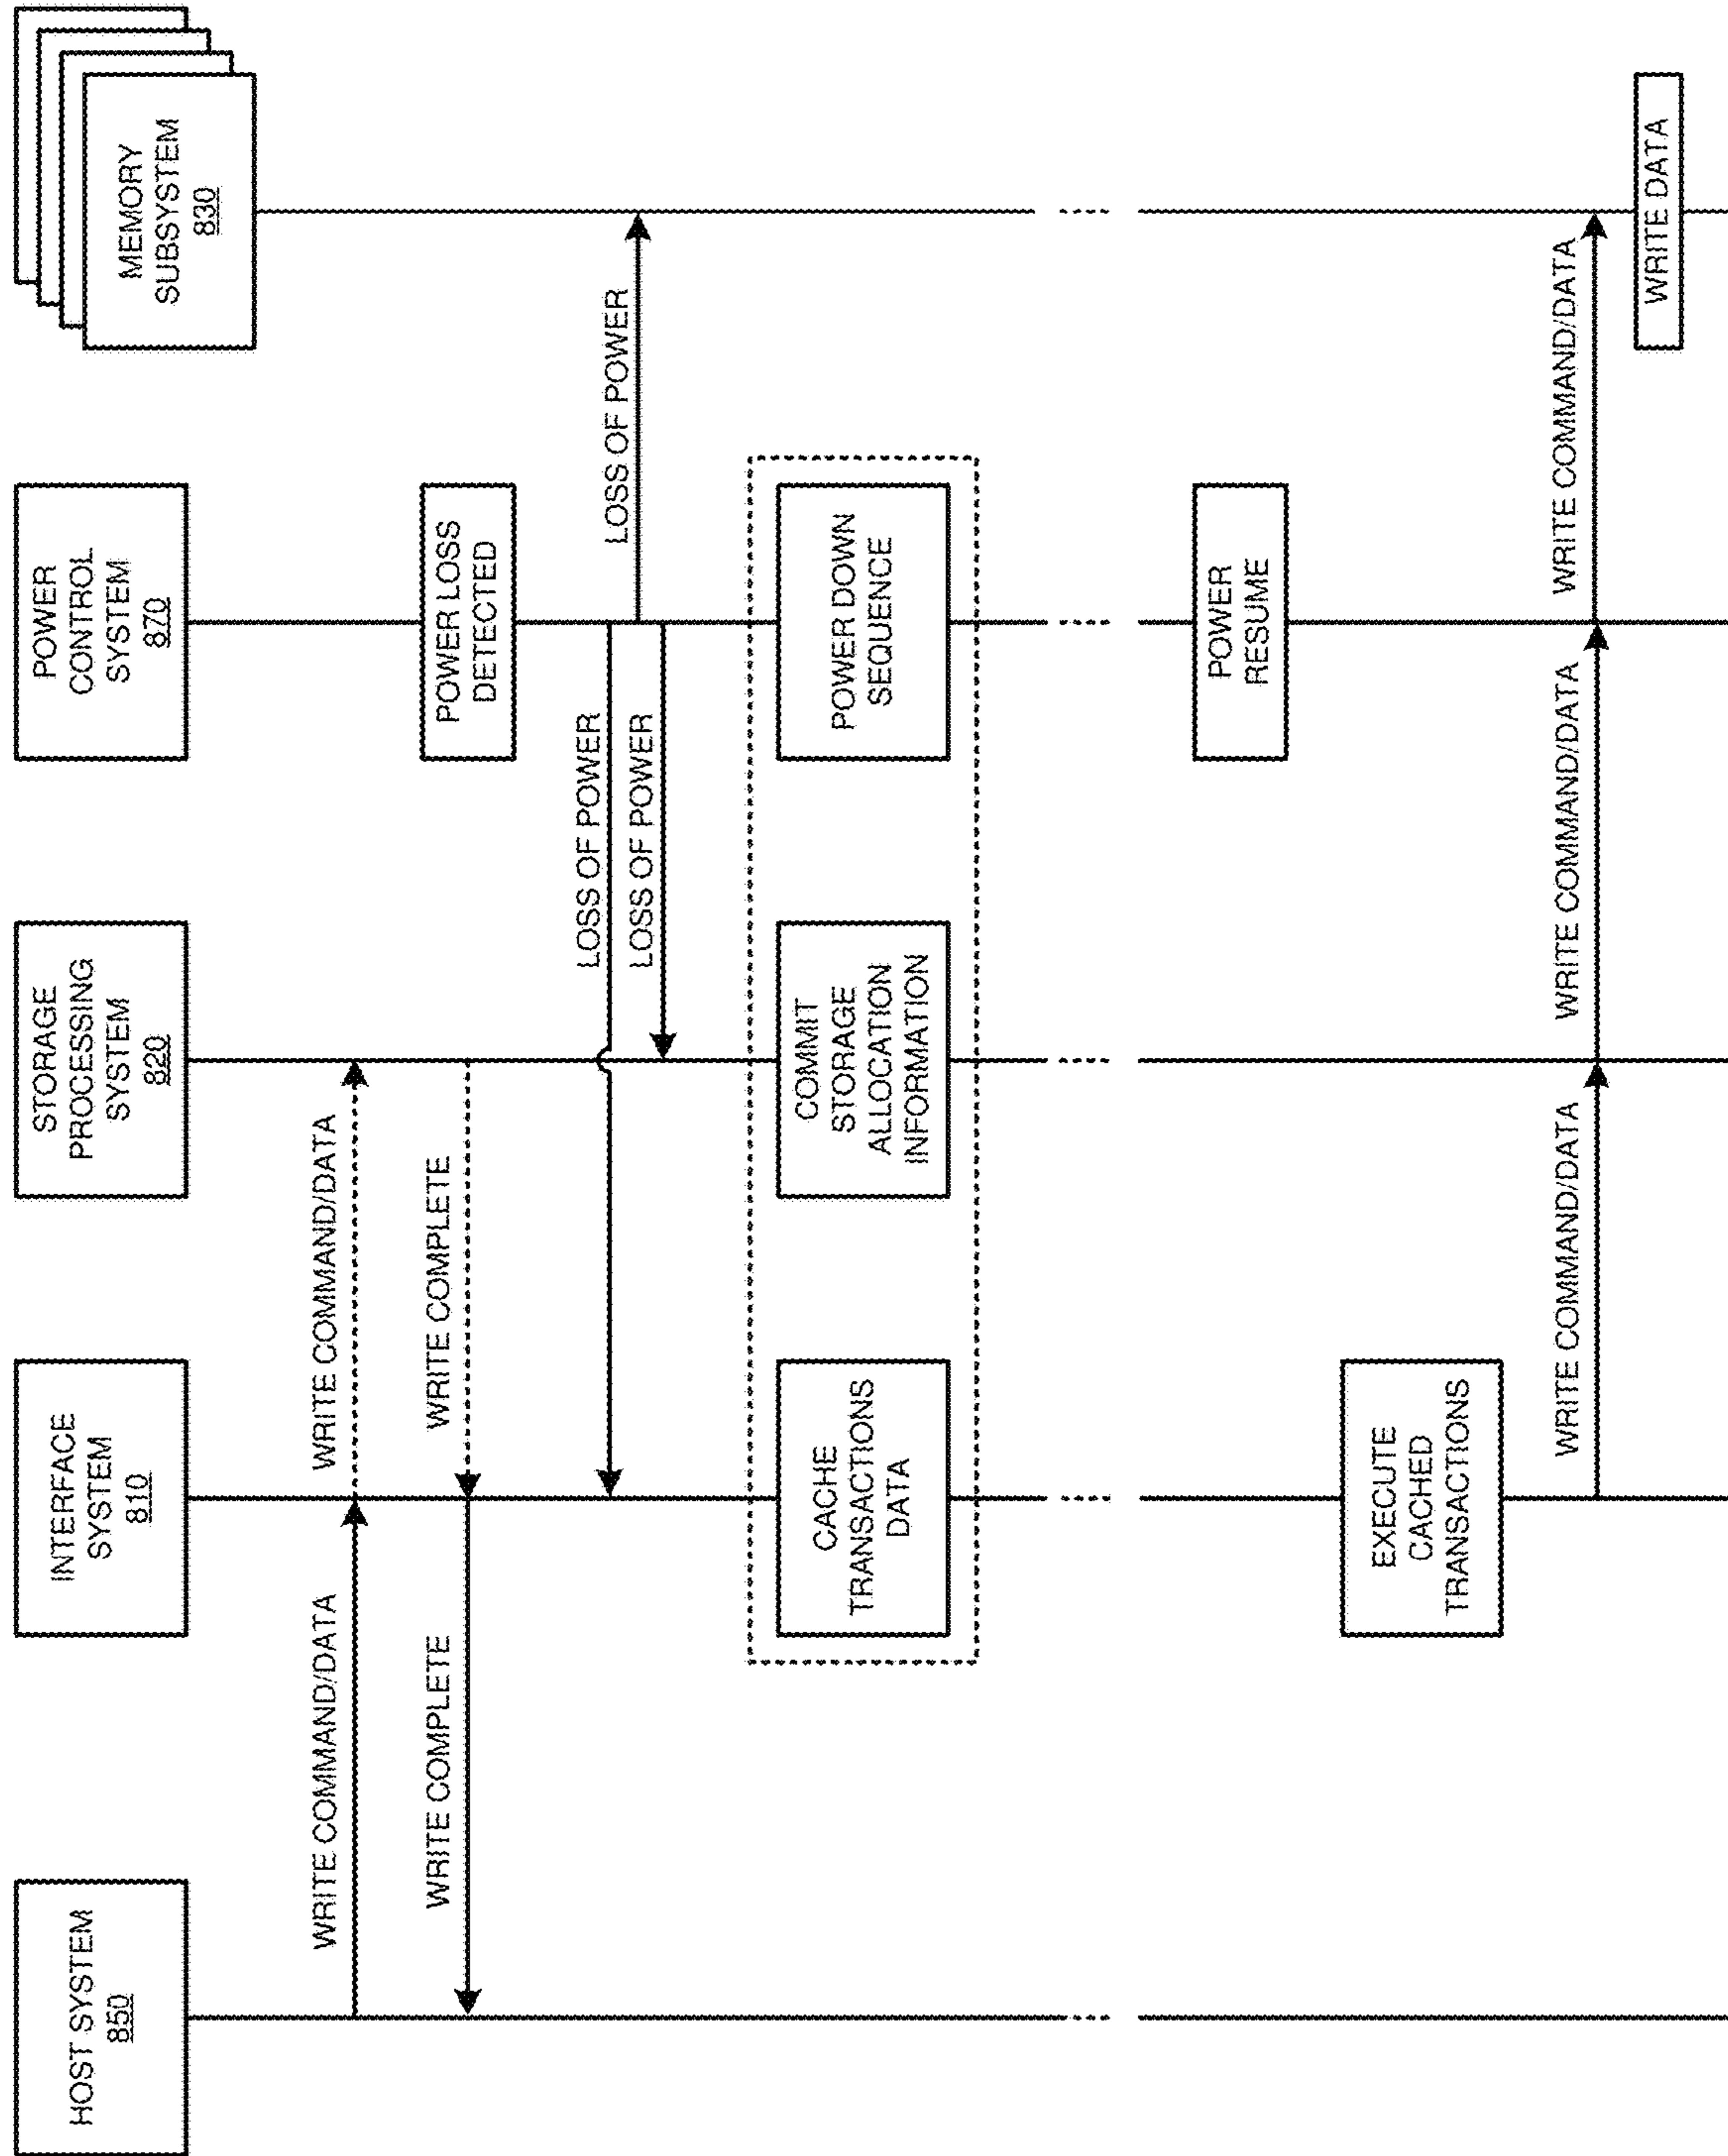 HOST SYSTEM
850
INTERFACE
SYSTEM
810
STORAGE
PROCESSING
SYSTEM
820
POWER
CONTROL
SYSTEM
870
MEMORY
SUBSYSTEM
830
WRITE COMMAND/DATA
WRITE COMMAND/DATA
WRITE COMPLETE
WRITE COMPLETE
POWER LOSS
DETECTED
LOSS OF POWER
LOSS OF POWER
LOSS OF POWER
CACHE
TRANSACTIONS
DATA
COMMIT
STORAGE
ALLOCATION
INFORMATION
POWER DOWN
SEQUENCE
POWER
RESUME
EXECUTE
CACHED
TRANSACTIONS
WRITE COMMAND/DATA
WRITE COMMAND/DATA
WRITE COMMAND/DATA
WRITE DATA